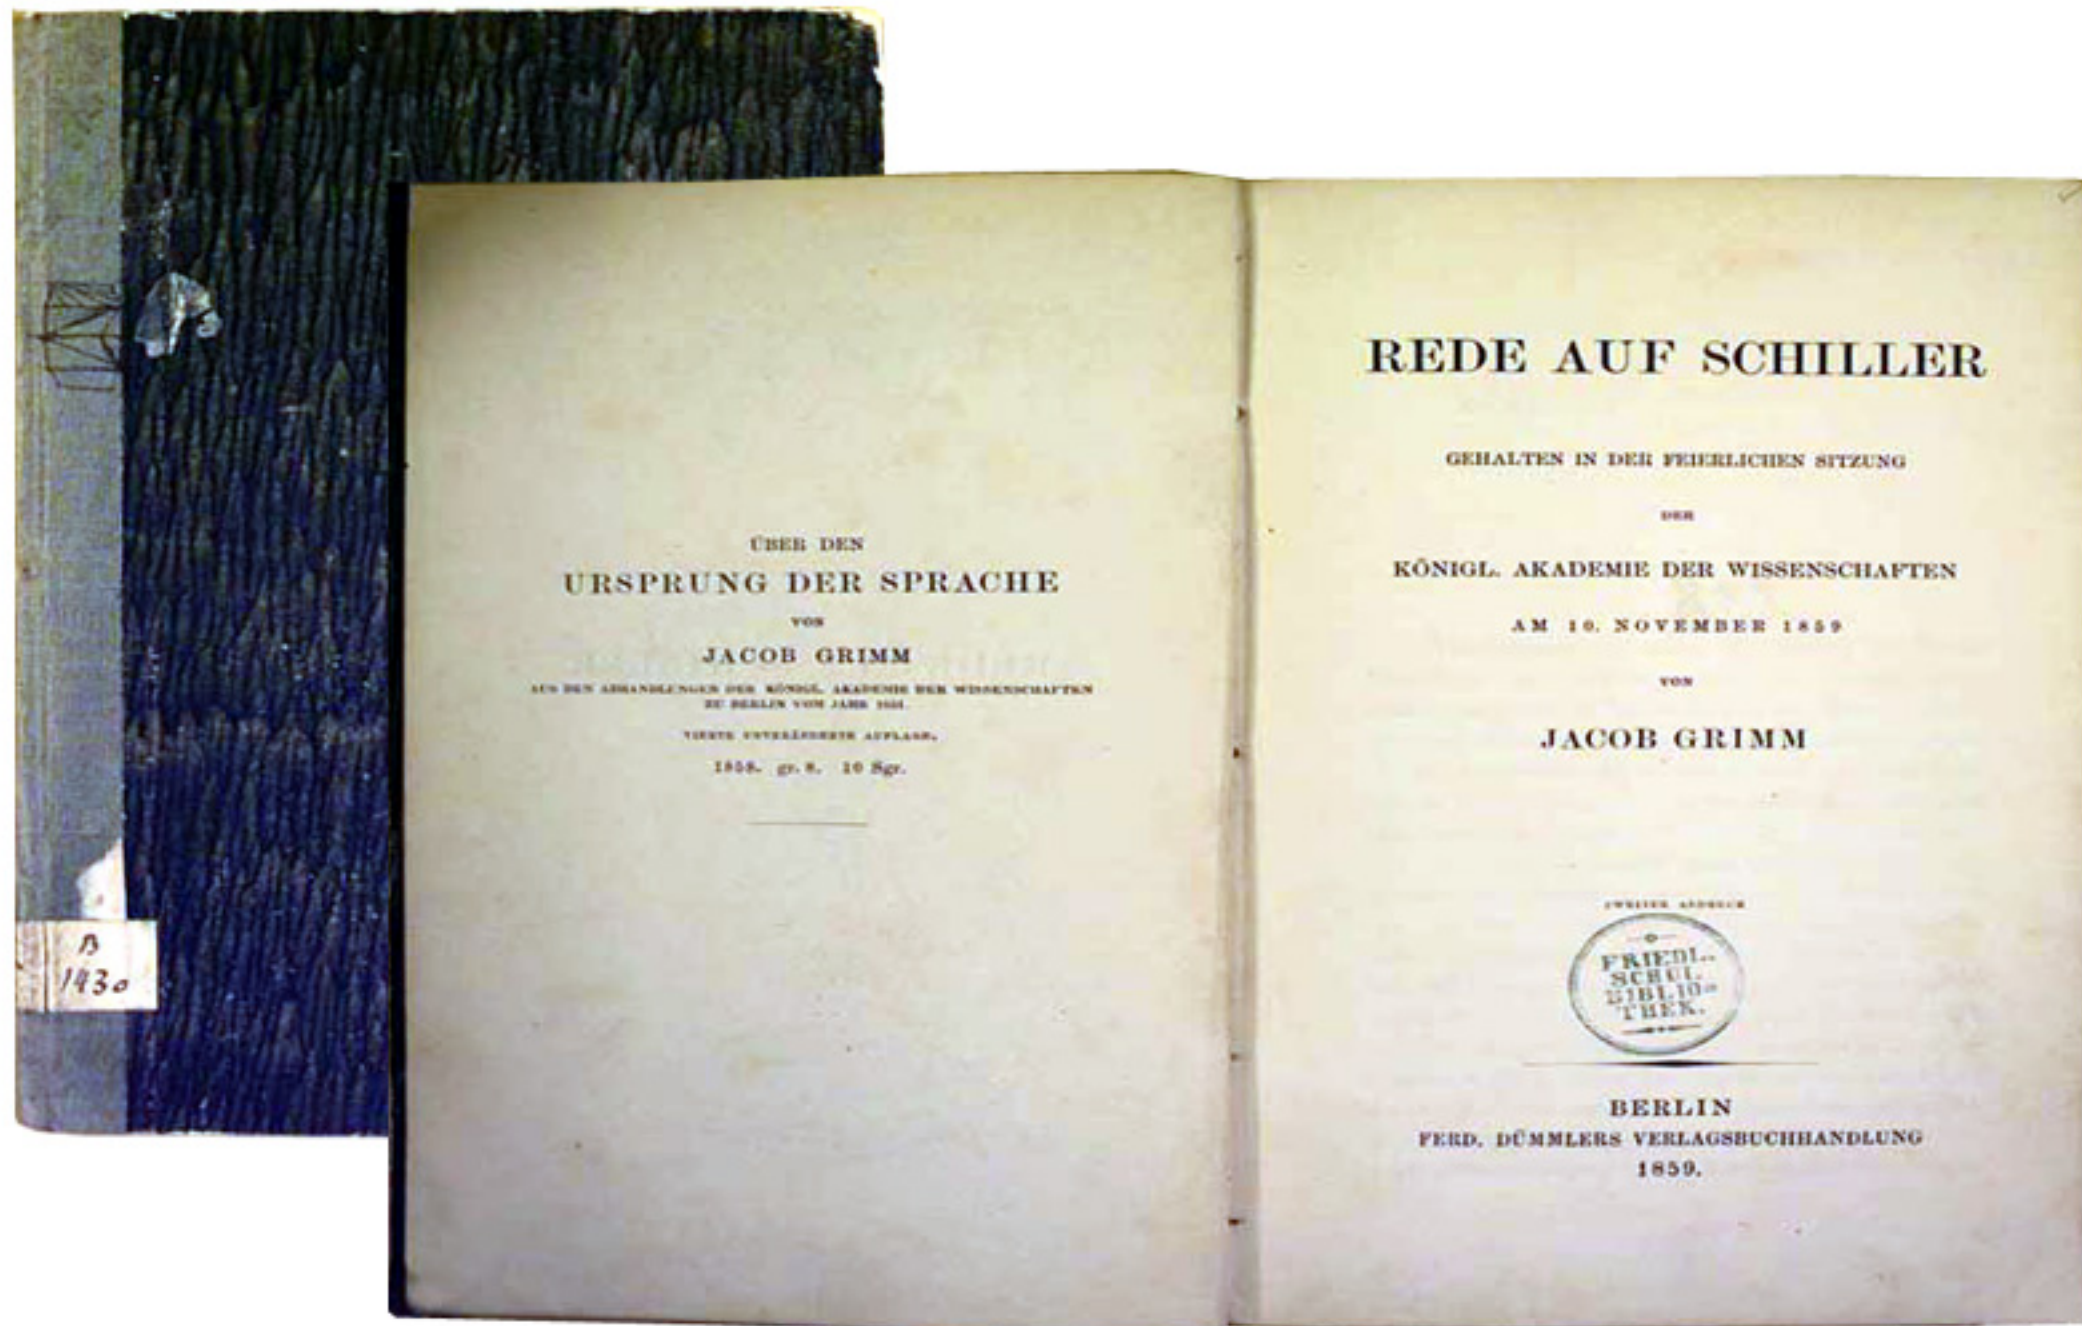 B
1930
ÜBER DEN
URSPRUNG DER SPRACHE
VON
JACOB GRIMM
AUS DEN ABHANDLUNGEN DER KÖNIGL. AKADEMIE DER WISSENSCHAFTEN
ZU BERLIN VOM JAHR
VIERTE UNVERÄNDERTE AUFLAGE.
1858. gr. 8. 10 Sgr.
REDE AUF SCHILLER
GEHALTEN IN DER FEIERLICHEN SITZUNG
DER
KÖNIGL. AKADEMIE DER WISSENSCHAFTEN
AM 10. NOVEMBER 1859
VON
JACOB GRIMM
ZWEITER ABDRUCK
FRIEDL.
SCHUL
BIBLIO=
THEK.
BERLIN
FERD. DÜMMLERS VERLAGSBUCHHANDLUNG
1859.